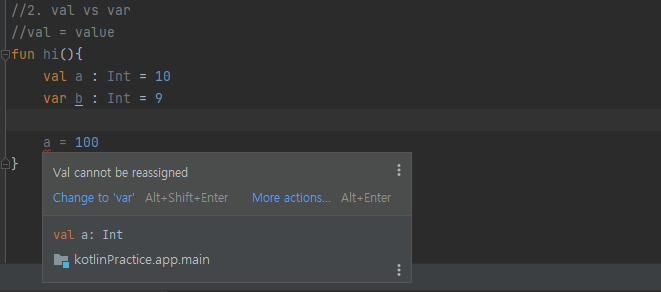 //2. val vs var
//val = value
fun hi(){
val a : Int = 10
var b : Int = 9
a = 100
}
Val cannot be reassigned
Change to 'var' Alt+Shift+Enter More actions... Alt+Enter
val a: Int
kotlinPractice.app.main